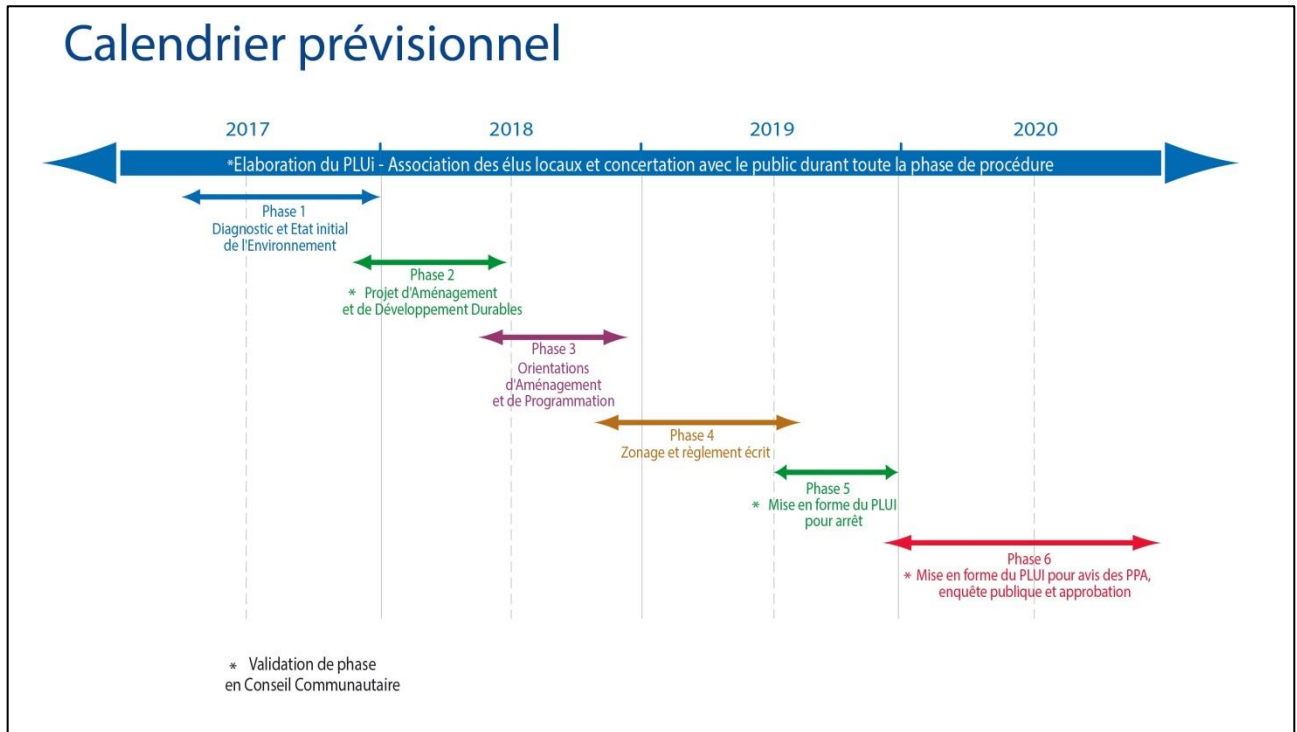 Calendrier prévisionnel
2017 2018 2019 2020
*Elaboration du PLUi - Association des élus locaux et concertation avec le public durant toute la phase de procédure
Phase 1
Diagnostic et Etat initial
de l'Environnement
Phase 2
* Projet d'Aménagement
et de Développement Durables
Phase 3
Orientations
d'Aménagement
et de Programmation
Phase 4
Zonage et règlement écrit
Phase 5
* Mise en forme du PLUI
pour arrêt
Phase 6
* Mise en forme du PLUI pour avis des PPA,
enquête publique et approbation
* Validation de phase
en Conseil Communautaire